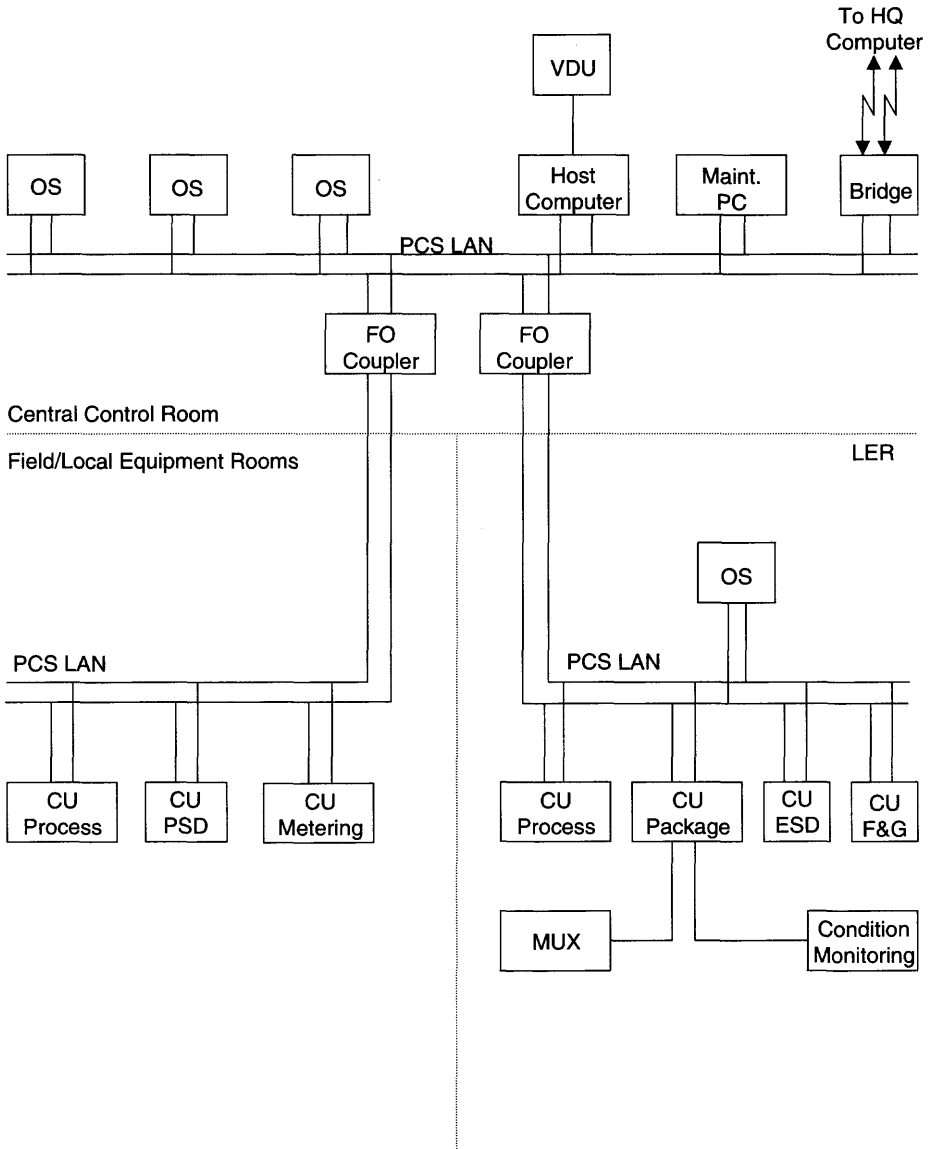 To HQ
Computer
VDU
OS
OS
OS
Host
Computer
Maint.
PC
Bridge
PCS LAN
FO
Coupler
FO
Coupler
Central Control Room
Field/Local Equipment Rooms
LER
OS
PCS LAN
PCS LAN
CU
Process
CU
PSD
CU
Metering
CU
Process
CU
Package
CU
ESD
CU
F&G
MUX
Condition
Monitoring